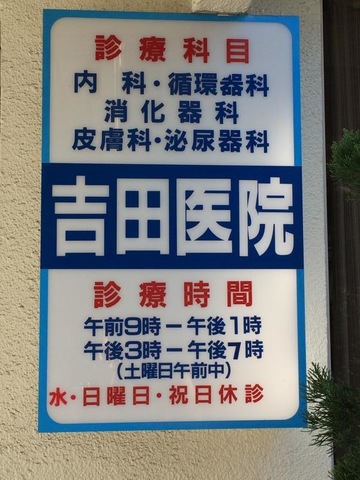 診療科目
内科・循環器科
消化器科
皮膚科・泌尿器科
吉田医院
診療時間
午前9時－午後1時
午後3時－午後7時
(土曜日午前中)
水・日曜日・祝日休診